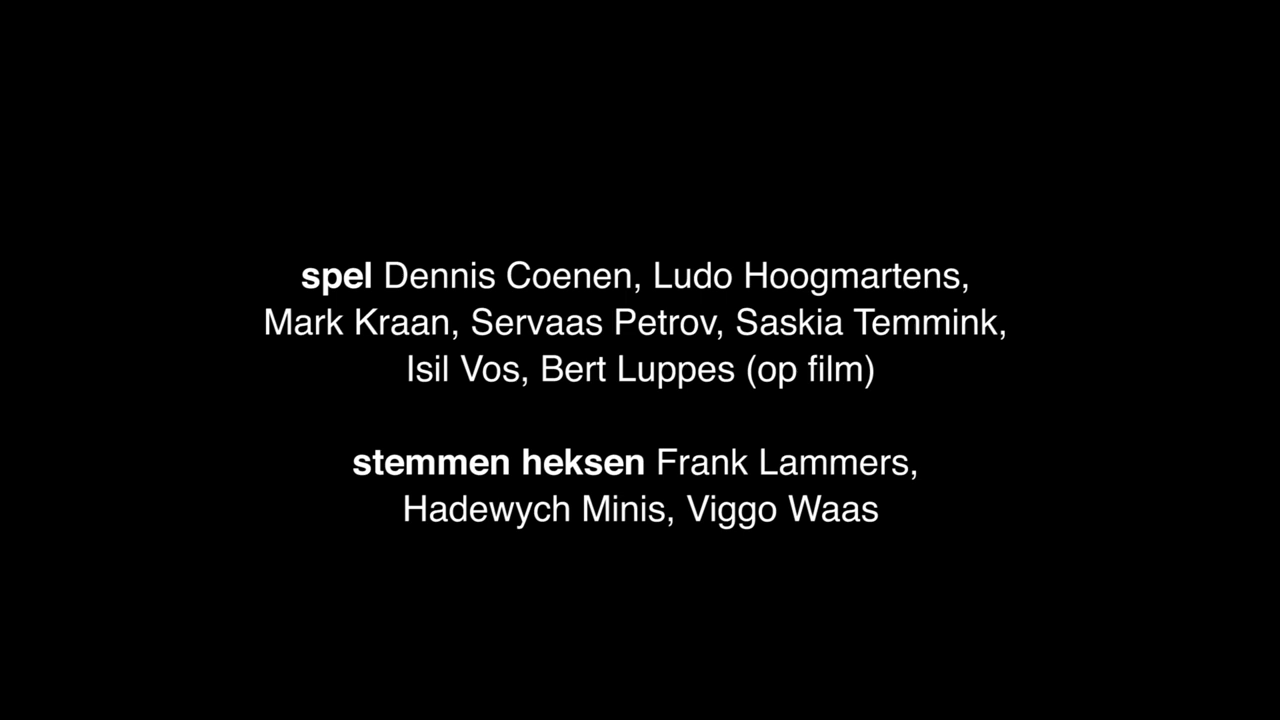 spel Dennis Coenen, Ludo Hoogmartens,
Mark Kraan, Servaas Petrov, Saskia Temmink,
Isil Vos, Bert Luppes (op film)
stemmen heksen Frank Lammers,
Hadewych Minis, Viggo Waas